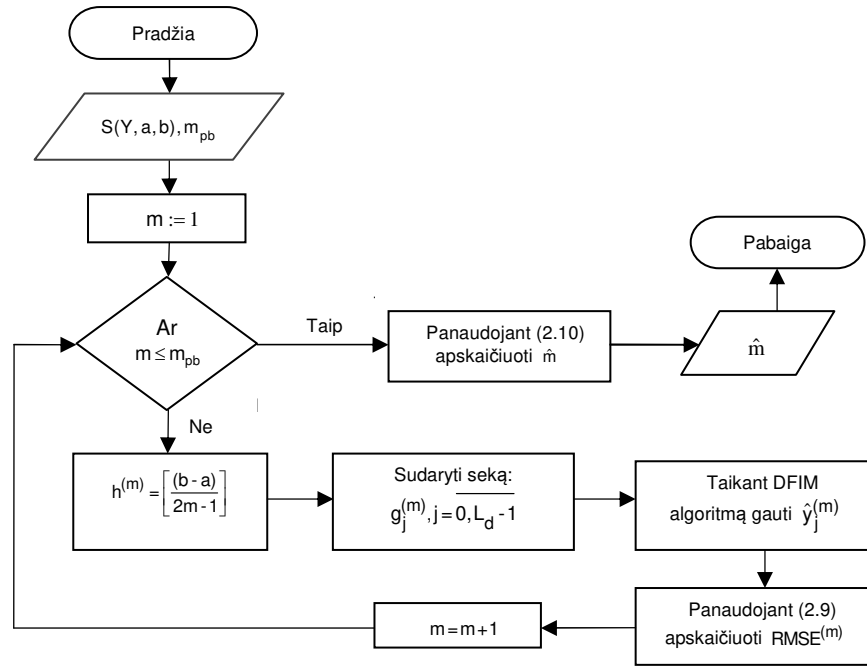 Pradžia
S(Y, a, b), m_pb
m := 1
Ar
m ≤ m_pb
Taip
Panaudojant (2.10)
apskaičiuoti m̂
m̂
Pabaiga
Ne
h^(m) = [(b - a) / (2m - 1)]
Sudaryti seką:
g_j^(m), j = \overline{0, L_d - 1}
Taikant DFIM
algoritmą gauti ŷ_j^(m)
Panaudojant (2.9)
apskaičiuoti RMSE^(m)
m = m + 1